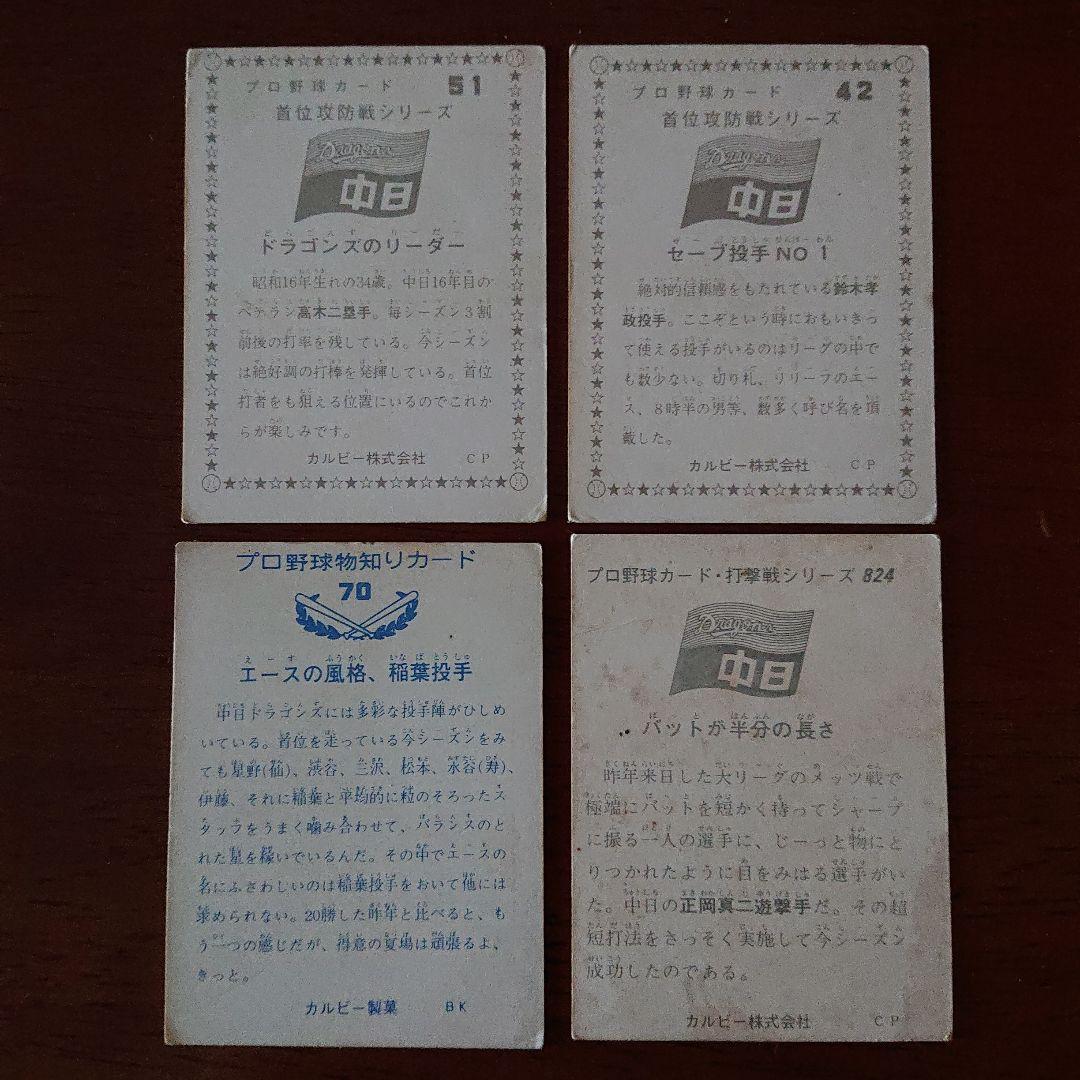 プロ野球カード 51
首位攻防戦シリーズ
Dragons
中日
ドラゴンズのリーダー
昭和16年生れの34歳。中日16年目の
ベテラン高木二塁手。毎シーズン3割
前後の打率を残している。今シーズン
は絶好調の打棒を発揮している。首位
打者をも狙える位置にいるのでこれか
らが楽しみです。
カルビー株式会社 CP
プロ野球カード 42
首位攻防戦シリーズ
Dragons
中日
セーブ投手NO1
絶対的信頼感をもたれている鈴木孝
政投手。ここぞという時におもいきっ
て使える投手がいるのはリーグの中で
も数少ない。切り札、リリーフのエー
ス、8時半の男等、数多く呼び名を頂
戴した。
カルビー株式会社 CP
プロ野球物知りカード
70
えーす ふうかく いなばとうしゅ
エースの風格、稲葉投手
中日ドラゴンズには多彩な投手陣がひしめ
いている。首位を走っている今シーズンをみ
ても星野(仙)、渋谷、三沢、松本、水谷(寿)、
伊藤、それに稲葉と平均的に粒のそろったス
タッフをうまく噛み合わせて、バランスのと
れた星を稼いでいるんだ。その中でエースの
名にふさわしいのは稲葉投手をおいて他には
求められない。20勝した昨年と比べると、も
う一つの感じだが、得意の夏場は頑張るよ、
きっと。
カルビー製菓 BK
プロ野球カード・打撃戦シリーズ 824
Dragons
中日
ばっと はんぶん なが
バットが半分の長さ
昨年来日した大リーグのメッツ戦で
極端にバットを短かく持ってシャープ
に振る一人の選手に、じーっと物にと
りつかれたように目をみはる選手がい
た。中日の正岡真二遊撃手だ。その超
短打法をさっそく実施して今シーズン
成功したのである。
カルビー株式会社 CP